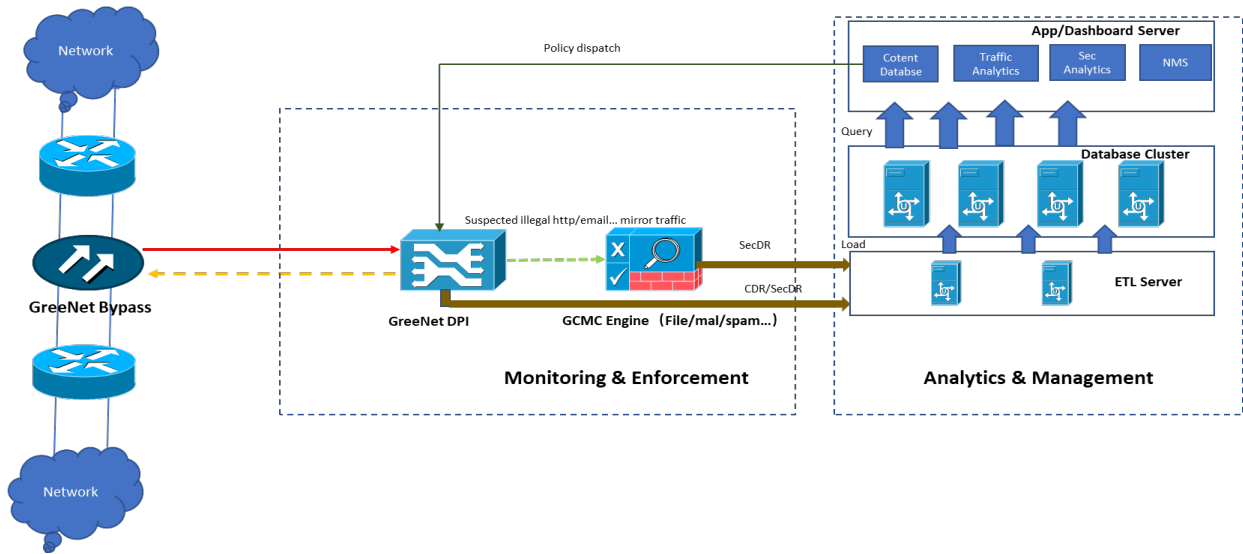 Network
App/Dashboard Server
Policy dispatch
Cotent
Databse
Traffic
Analytics
Sec
Analytics
NMS
Query
Database Cluster
Suspected illegal http/email... mirror traffic
SecDR
Load
ETL Server
CDR/SecDR
GreeNet Bypass
GreeNet DPI
GCMC Engine（File/mal/spam...）
Monitoring & Enforcement
Analytics & Management
Network